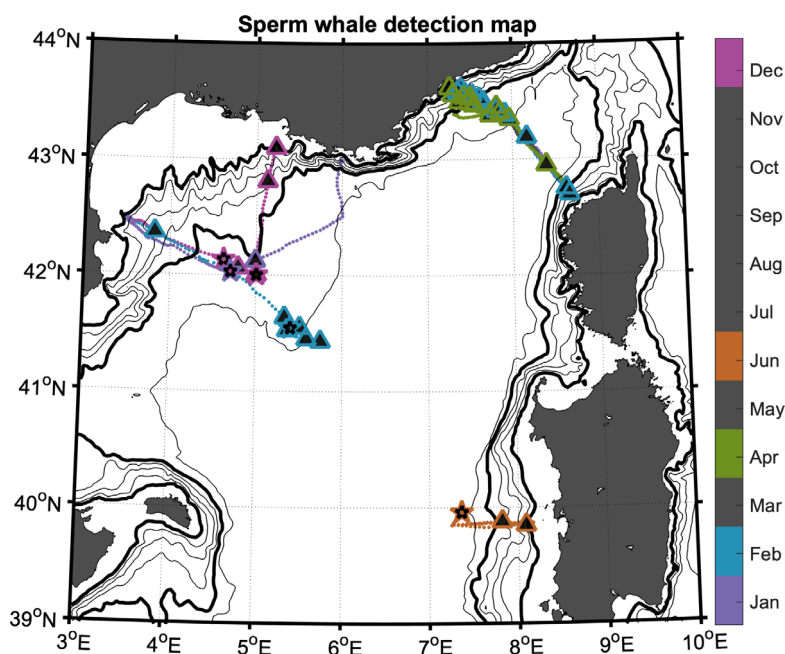 Sperm whale detection map
44°N
43°N
42°N
41°N
40°N
39°N
3°E 4°E 5°E 6°E 7°E 8°E 9°E 10°E
Dec
Nov
Oct
Sep
Aug
Jul
Jun
May
Apr
Mar
Feb
Jan